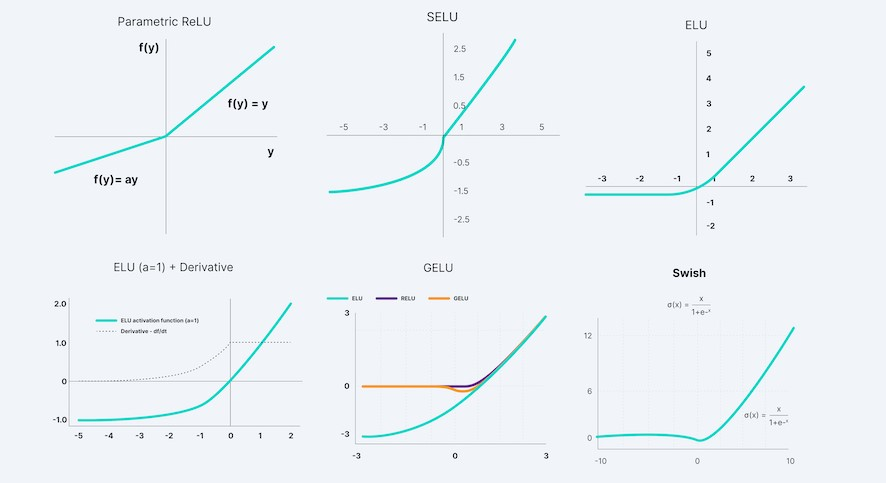 Parametric ReLU
f(y)
f(y) = y
y
f(y)= ay
SELU
2.5
1.5
0.5
-5 -3 -1 1 3 5
-0.5
-1.5
-2.5
ELU
5
4
3
2
1
-3 -2 -1 1 2 3
-1
-2
ELU (a=1) + Derivative
2.0
ELU activation function (a=1)
Derivative - df/dt
1.0
0
-1.0
-5 -4 -3 -2 -1 0 1 2
GELU
ELU RELU GELU
3
0
-3
-3 0 3
Swish
σ(x) = x
1+e-ˣ
12
6
σ(x) = x
1+e-ˣ
0
-10 0 10